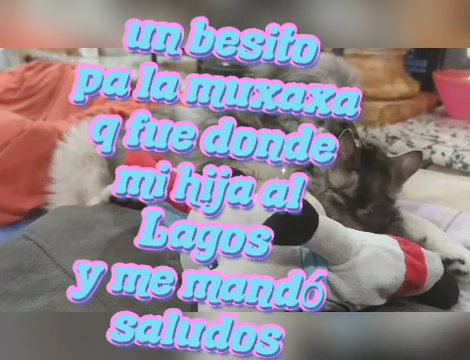 un besito
pa la muxaxa
q fue donde
mi hija al
Lagos
y me mandó
saludos